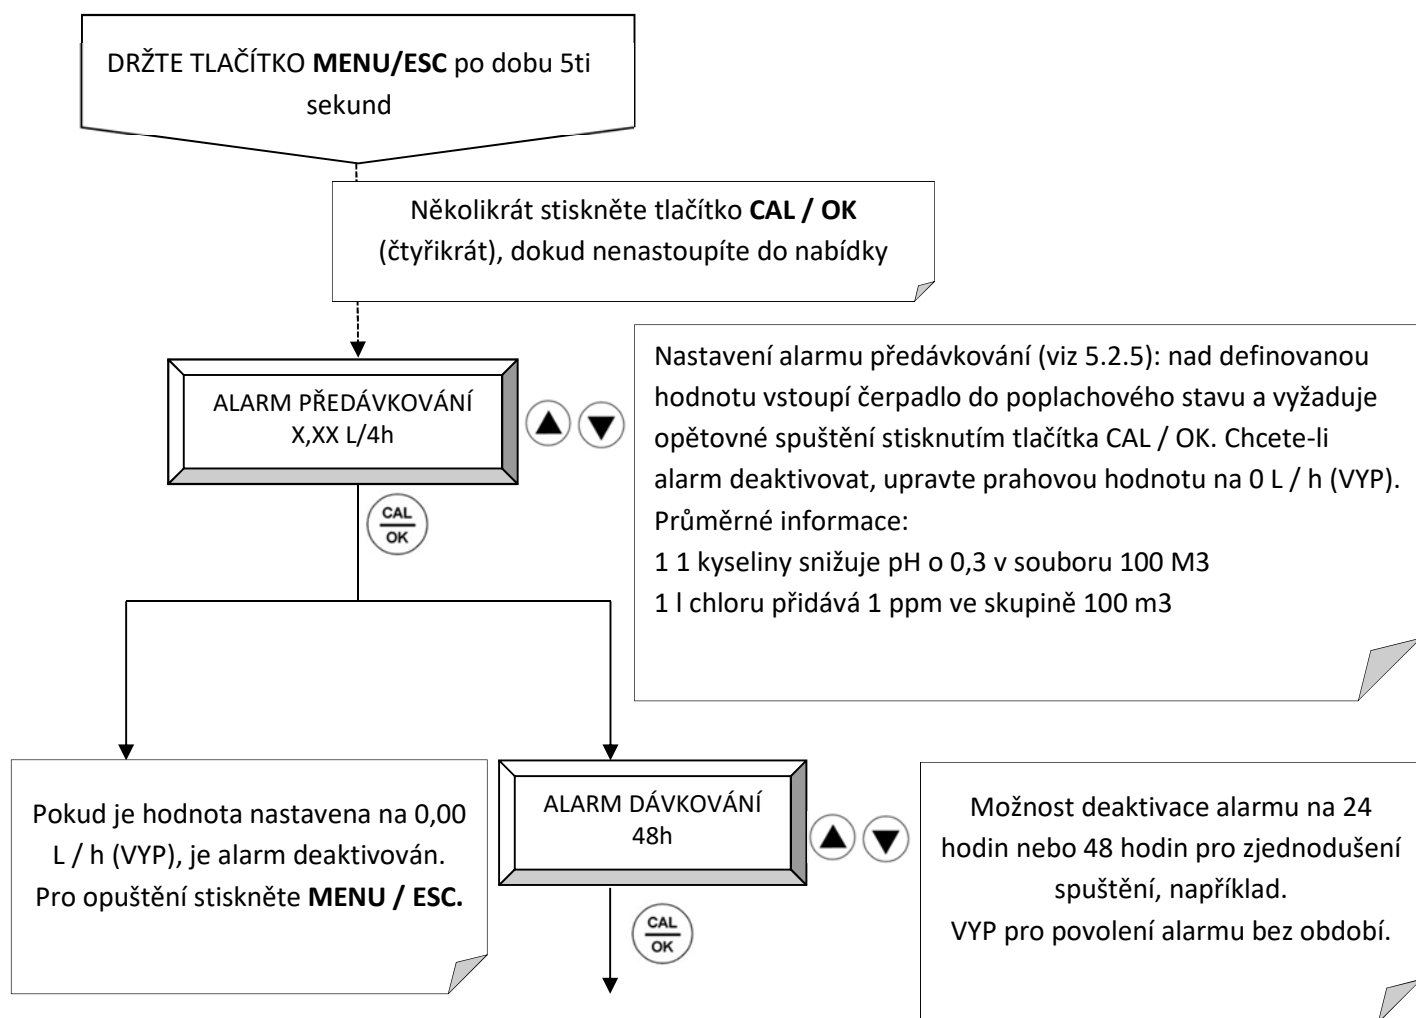 DRŽTE TLAČÍTKO MENU/ESC po dobu 5ti
sekund
Několikrát stiskněte tlačítko CAL / OK
(čtyřikrát), dokud nenastoupíte do nabídky
ALARM PŘEDÁVKOVÁNÍ
X,XX L/4h
Nastavení alarmu předávkování (viz 5.2.5): nad definovanou
hodnotu vstoupí čerpadlo do poplachového stavu a vyžaduje
opětovné spuštění stisknutím tlačítka CAL / OK. Chcete-li
alarm deaktivovat, upravte prahovou hodnotu na 0 L / h (VYP).
Průměrné informace:
1 1 kyseliny snižuje pH o 0,3 v souboru 100 M3
1 l chloru přidává 1 ppm ve skupině 100 m3
CAL
OK
Pokud je hodnota nastavena na 0,00
L / h (VYP), je alarm deaktivován.
Pro opuštění stiskněte MENU / ESC.
ALARM DÁVKOVÁNÍ
48h
Možnost deaktivace alarmu na 24
hodin nebo 48 hodin pro zjednodušení
spuštění, například.
VYP pro povolení alarmu bez období.
CAL
OK